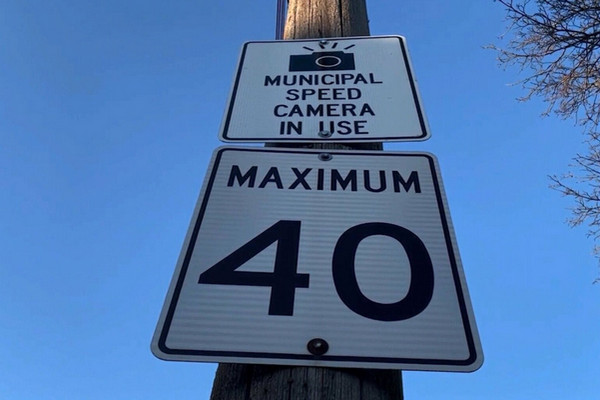 MUNICIPAL
SPEED
CAMERA
IN USE
MAXIMUM
40